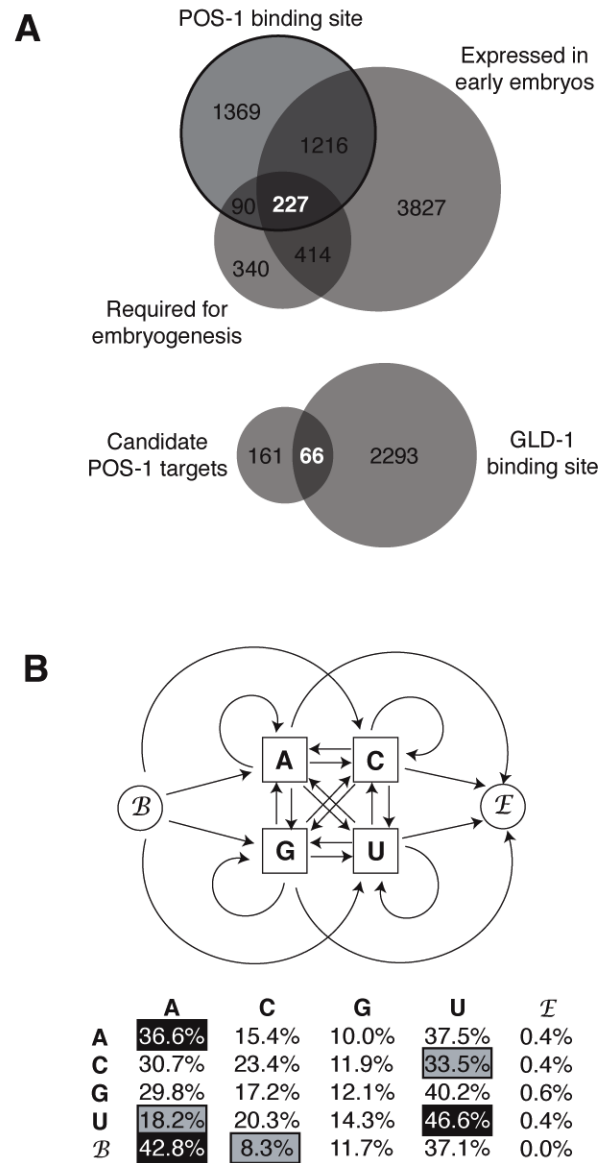 A
POS-1 binding site
Expressed in
early embryos
1369
1216
90
227
3827
414
340
Required for
embryogenesis
Candidate
POS-1 targets
161
66
2293
GLD-1
binding site
B
A
C
ℬ
ℰ
G
U
A C G U ℰ
A 36.6% 15.4% 10.0% 37.5% 0.4%
C 30.7% 23.4% 11.9% 33.5% 0.4%
G 29.8% 17.2% 12.1% 40.2% 0.6%
U 18.2% 20.3% 14.3% 46.6% 0.4%
ℬ 42.8% 8.3% 11.7% 37.1% 0.0%